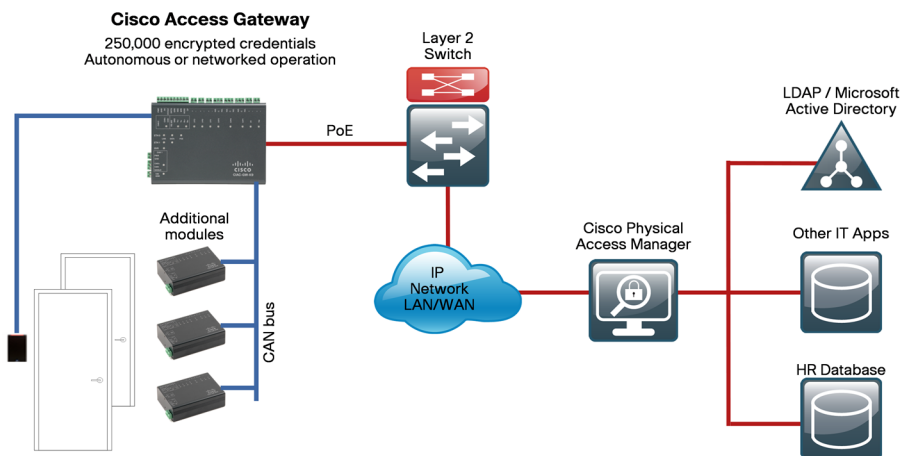 Cisco Access Gateway
250,000 encrypted credentials
Autonomous or networked operation
Layer 2
Switch
LDAP / Microsoft
Active Directory
PoE
CISCO
Additional
modules
Cisco Physical
Access Manager
Other IT Apps
IP
Network
LAN/WAN
CAN bus
HR Database